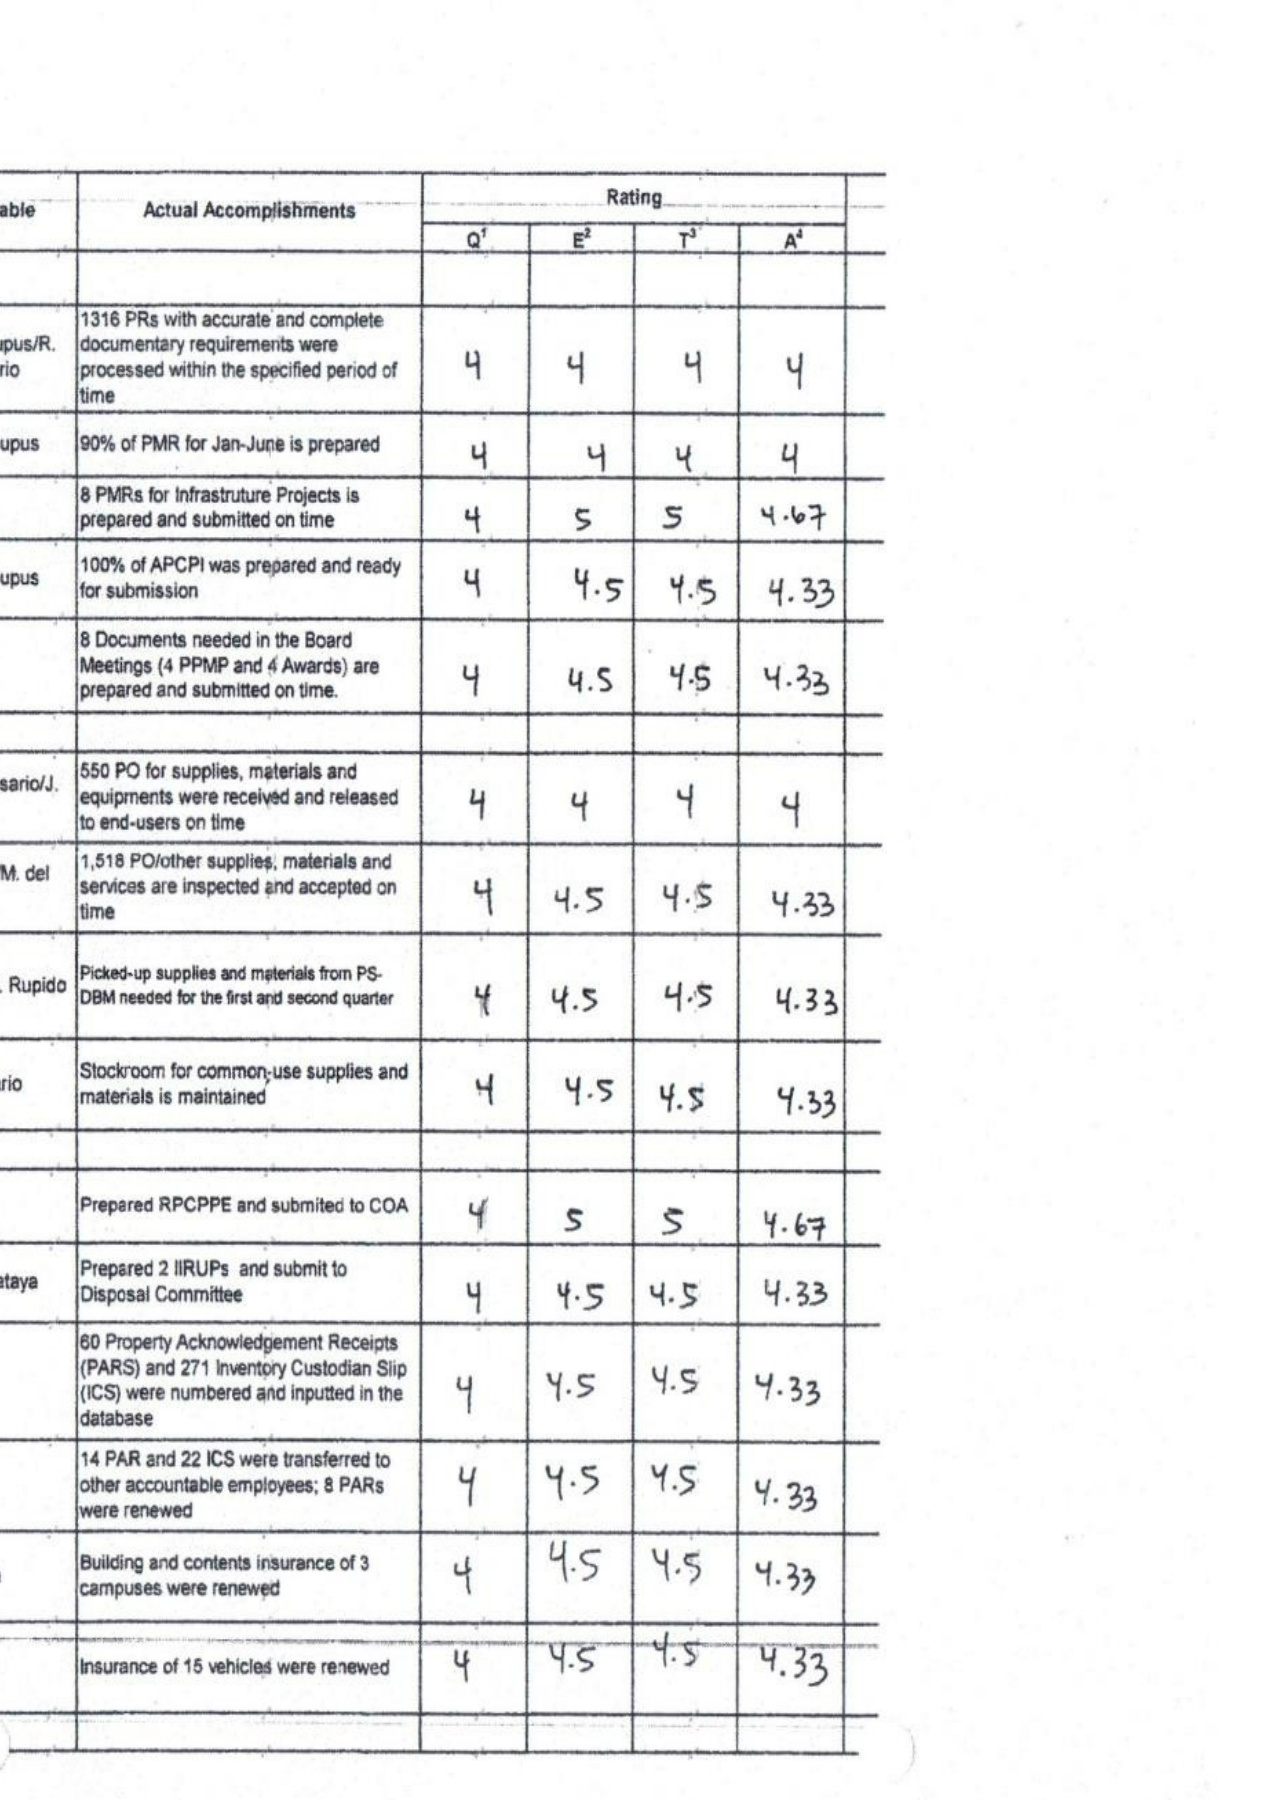 able Actual Accomplishments Rating
Q1 E2 T3 A4
1316 PRs with accurate and complete
upus/R. documentary requirements were
rio processed within the specified period of
time
4 4 4 4
upus 90% of PMR for Jan-June is prepared 4 4 4 4
8 PMRs for Infrastruture Projects is
prepared and submitted on time 4 5 5 4.67
100% of APCPI was prepared and ready
upus for submission 4 4.5 4.5 4.33
8 Documents needed in the Board
Meetings (4 PPMP and 4 Awards) are
prepared and submitted on time.
4 4.5 4.5 4.33
550 PO for supplies, materials and
sario/J. equipments were received and released
to end-users on time
4 4 4 4
1,518 PO/other supplies, materials and
/M. del services are inspected and accepted on
time
4 4.5 4.5 4.33
Picked-up supplies and materials from PS-
. Rupido DBM needed for the first and second quarter 4 4.5 4.5 4.33
Stockroom for common-use supplies and
rio materials is maintained 4 4.5 4.5 4.33
Prepared RPCPPE and submited to COA 4 5 5 4.67
Prepared 2 IIRUPs and submit to
ataya Disposal Committee 4 4.5 4.5 4.33
60 Property Acknowledgement Receipts
(PARS) and 271 Inventory Custodian Slip
(ICS) were numbered and inputted in the
database
4 4.5 4.5 4.33
14 PAR and 22 ICS were transferred to
other accountable employees; 8 PARs
were renewed
4 4.5 4.5 4.33
Building and contents insurance of 3
campuses were renewed 4 4.5 4.5 4.33
Insurance of 15 vehicles were renewed 4 4.5 4.5 4.33